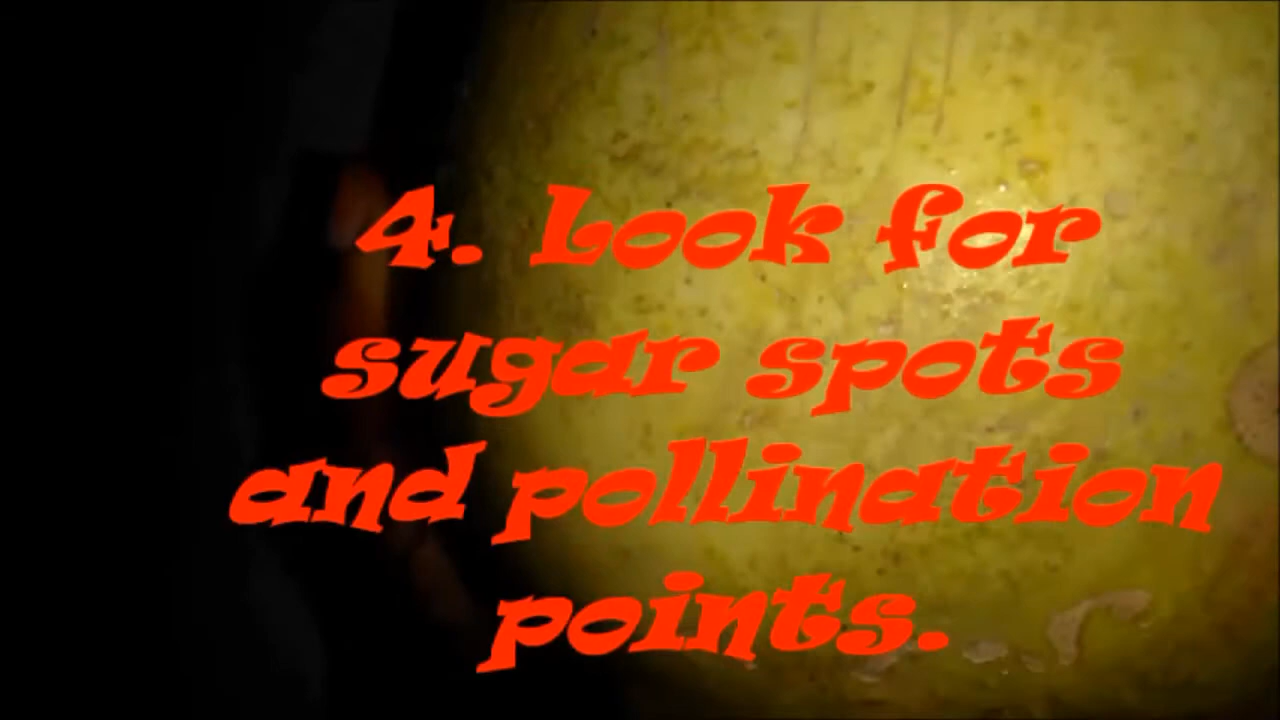 4. Look for
sugar spots
and pollination
points.